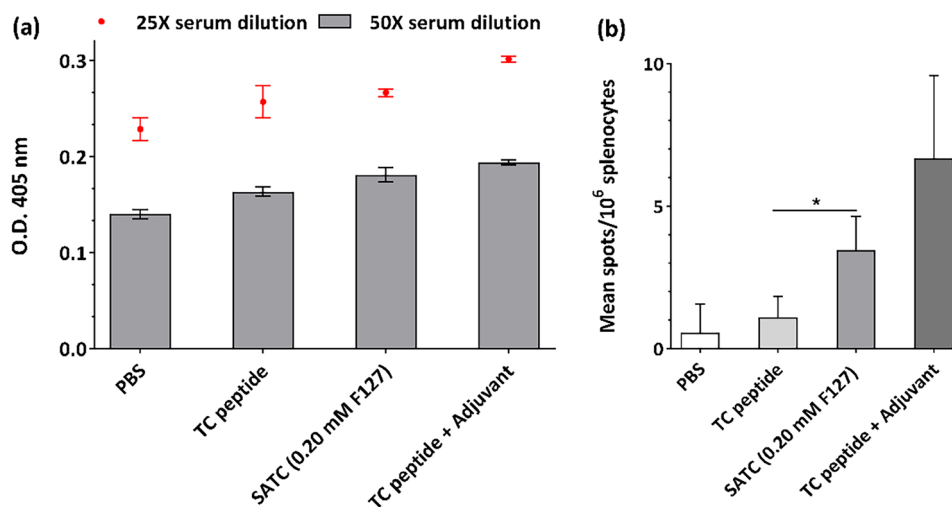 (a)
25X serum dilution
50X serum dilution
0.3
0.2
0.1
0.0
O.D. 405 nm
PBS
TC peptide
SATC (0.20 mM F127)
TC peptide + Adjuvant
(b)
10
5
0
Mean spots/10⁶ splenocytes
*
PBS
TC peptide
SATC (0.20 mM F127)
TC peptide + Adjuvant